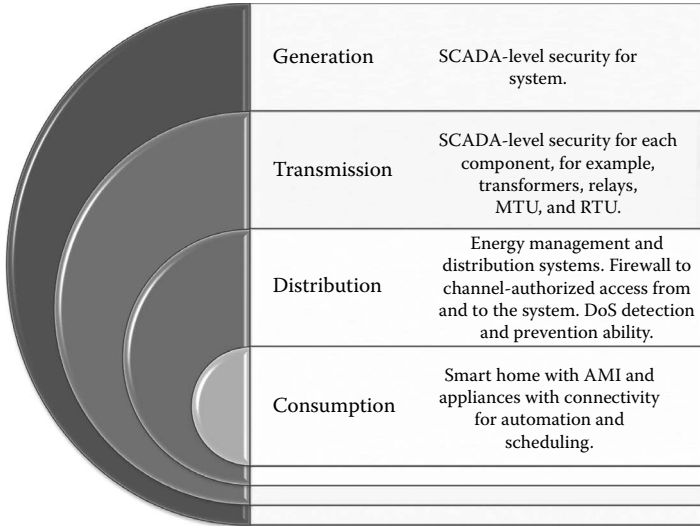 Generation
SCADA-level security for
system.
Transmission
SCADA-level security for each
component, for example,
transformers, relays,
MTU, and RTU.
Distribution
Energy management and
distribution systems. Firewall to
channel-authorized access from
and to the system. DoS detection
and prevention ability.
Consumption
Smart home with AMI and
appliances with connectivity
for automation and
scheduling.